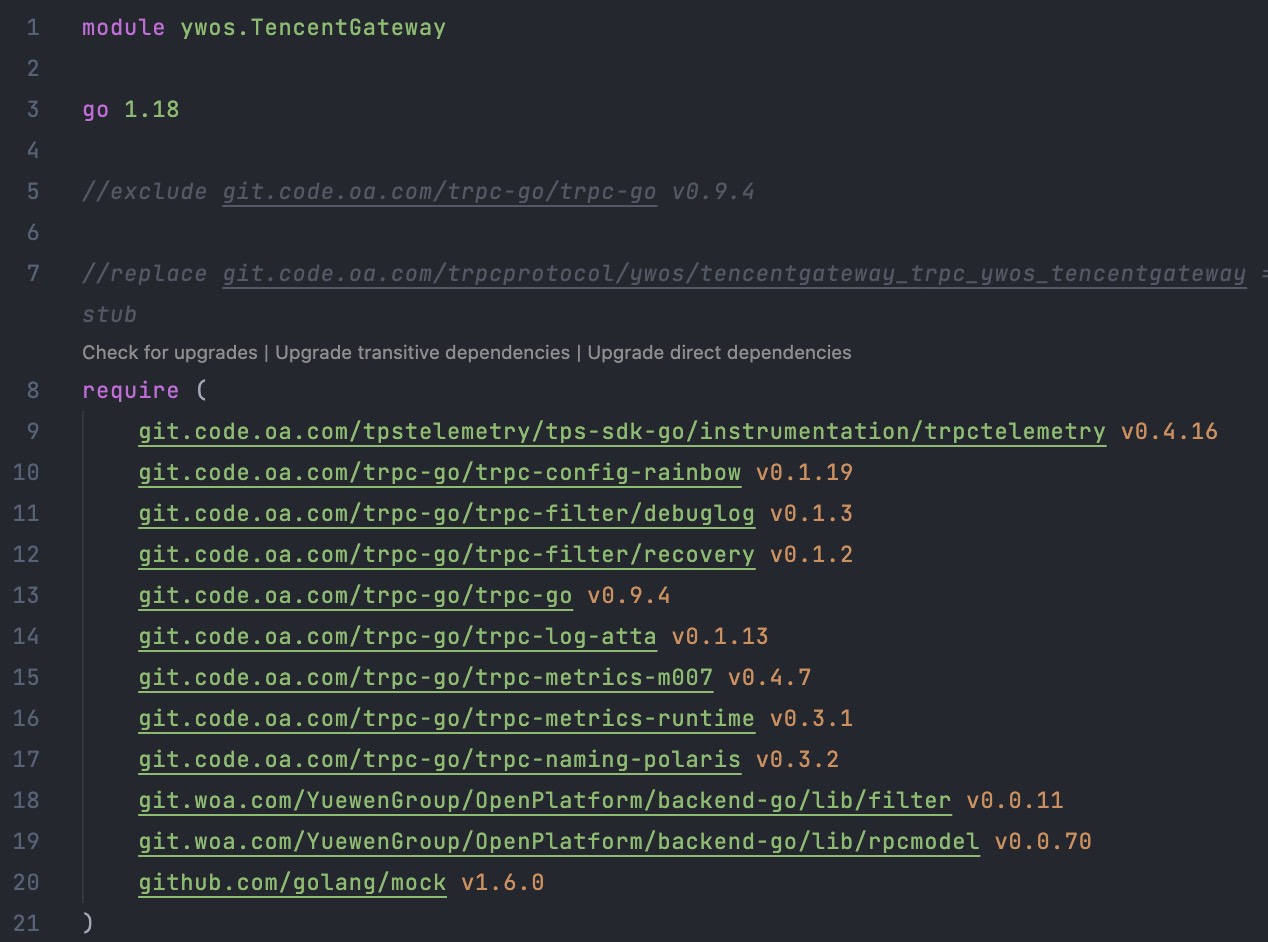 1 module ywos.TencentGateway
2
3 go 1.18
4
5 //exclude git.code.oa.com/trpc-go/trpc-go v0.9.4
6
7 //replace git.code.oa.com/trpcprotocol/ywos/tencentgateway_trpc_ywos_tencentgateway =
stub
Check for upgrades | Upgrade transitive dependencies | Upgrade direct dependencies
8 require (
9 git.code.oa.com/tpstelemetry/tps-sdk-go/instrumentation/trpctelemetry v0.4.16
10 git.code.oa.com/trpc-go/trpc-config-rainbow v0.1.19
11 git.code.oa.com/trpc-go/trpc-filter/debuglog v0.1.3
12 git.code.oa.com/trpc-go/trpc-filter/recovery v0.1.2
13 git.code.oa.com/trpc-go/trpc-go v0.9.4
14 git.code.oa.com/trpc-go/trpc-log-atta v0.1.13
15 git.code.oa.com/trpc-go/trpc-metrics-m007 v0.4.7
16 git.code.oa.com/trpc-go/trpc-metrics-runtime v0.3.1
17 git.code.oa.com/trpc-go/trpc-naming-polaris v0.3.2
18 git.woa.com/YuewenGroup/OpenPlatform/backend-go/lib/filter v0.0.11
19 git.woa.com/YuewenGroup/OpenPlatform/backend-go/lib/rpcmodel v0.0.70
20 github.com/golang/mock v1.6.0
21 )